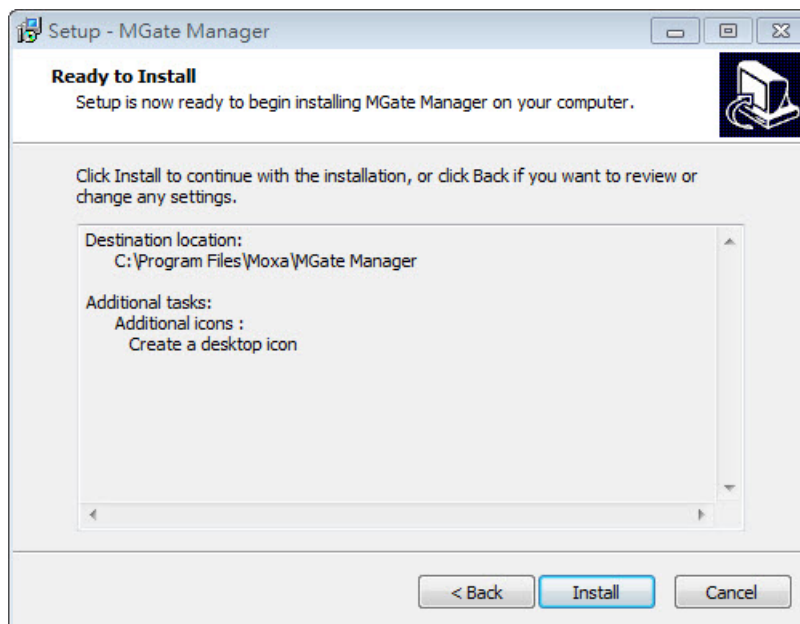 Setup - MGate Manager
Ready to Install
Setup is now ready to begin installing MGate Manager on your computer.
Click Install to continue with the installation, or click Back if you want to review or
change any settings.
Destination location:
C:\Program Files\Moxa\MGate Manager
Additional tasks:
Additional icons :
Create a desktop icon
< Back
Install
Cancel